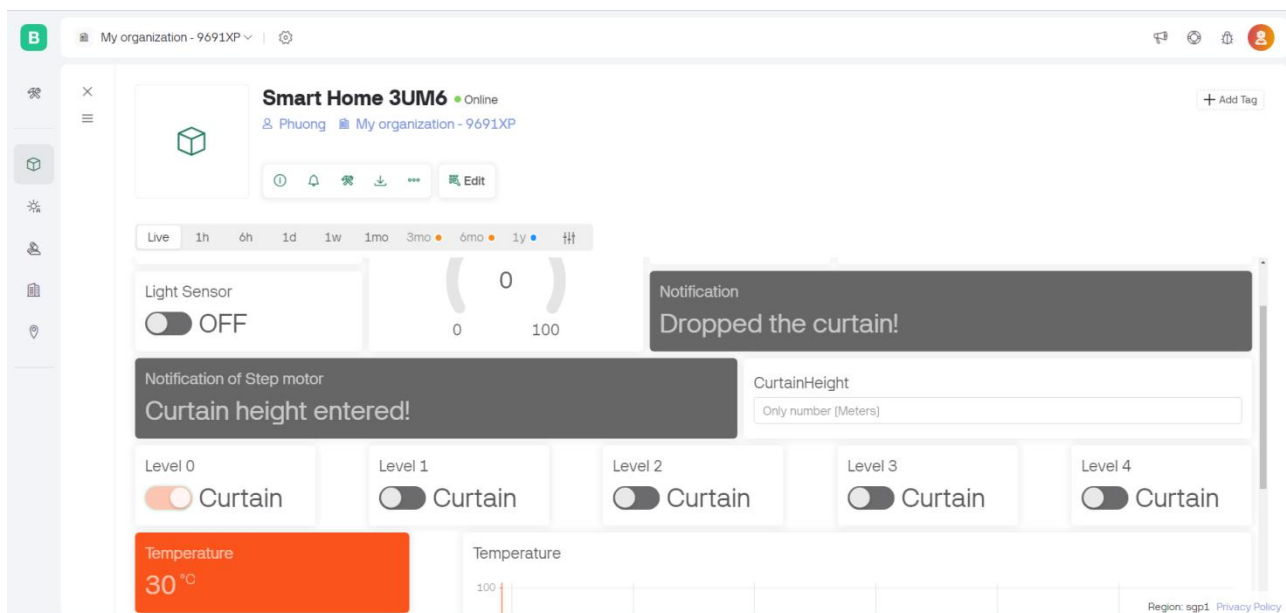 B
My organization - 9691XP
Smart Home 3UM6
Online
Add Tag
Phuong
My organization - 9691XP
Edit
Live
1h
6h
1d
1w
1mo
3mo
6mo
1y
Light Sensor
OFF
0
0
100
Notification
Dropped the curtain!
Notification of Step motor
Curtain height entered!
CurtainHeight
Only number (Meters)
Level 0
Curtain
Level 1
Curtain
Level 2
Curtain
Level 3
Curtain
Level 4
Curtain
Temperature
30 °C
Temperature
100
Region: sgp1 Privacy Policy